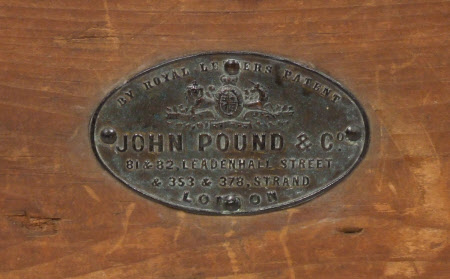 BY ROYAL LETTERS PATENT
JOHN POUND & Co.
81 & 82, LEADENHALL STREET
& 353 & 378, STRAND
LONDON